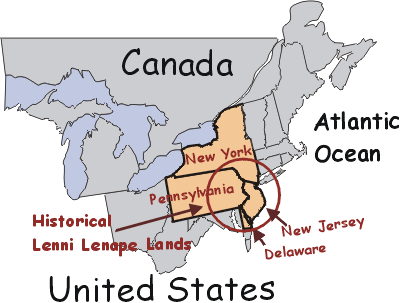 Canada
Atlantic
Ocean
New York
Pennsylvania
Historical
Lenni Lenape Lands
New Jersey
Delaware
United States